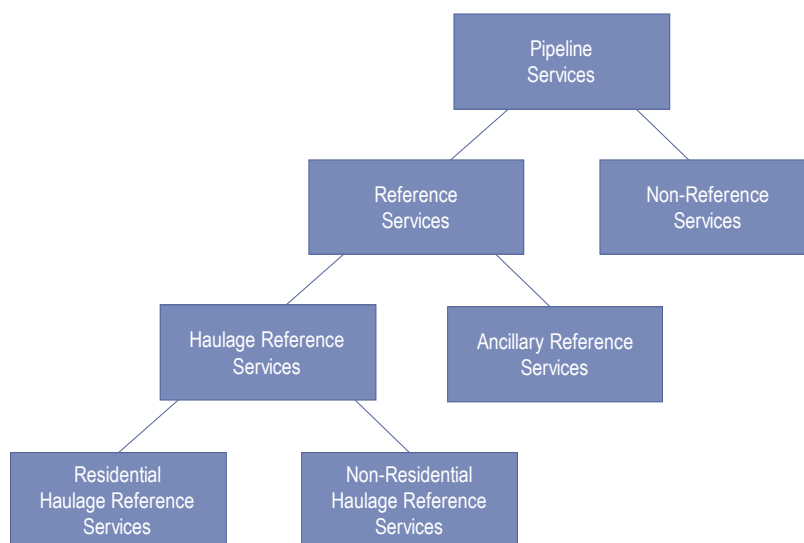 Pipeline
Services
Reference
Services
Non-Reference
Services
Haulage Reference
Services
Ancillary Reference
Services
Residential
Haulage Reference
Services
Non-Residential
Haulage Reference
Services